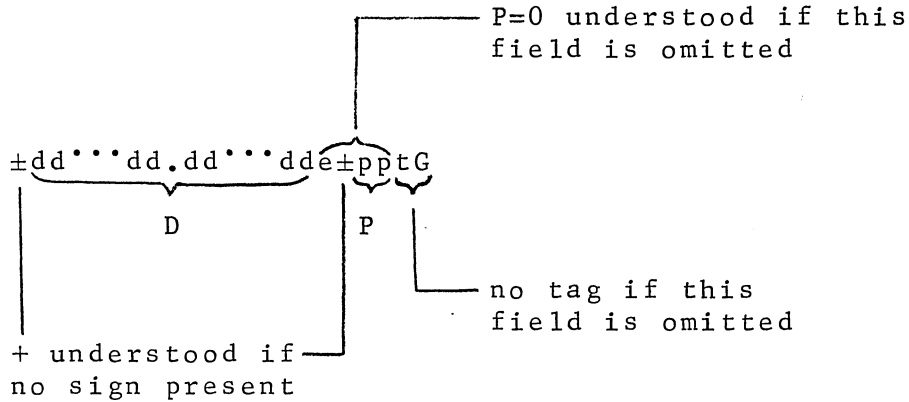 P=0 understood if this
field is omitted
±dd···dd.dd···dde±pptG
D
P
no tag if this
field is omitted
+ understood if
no sign present